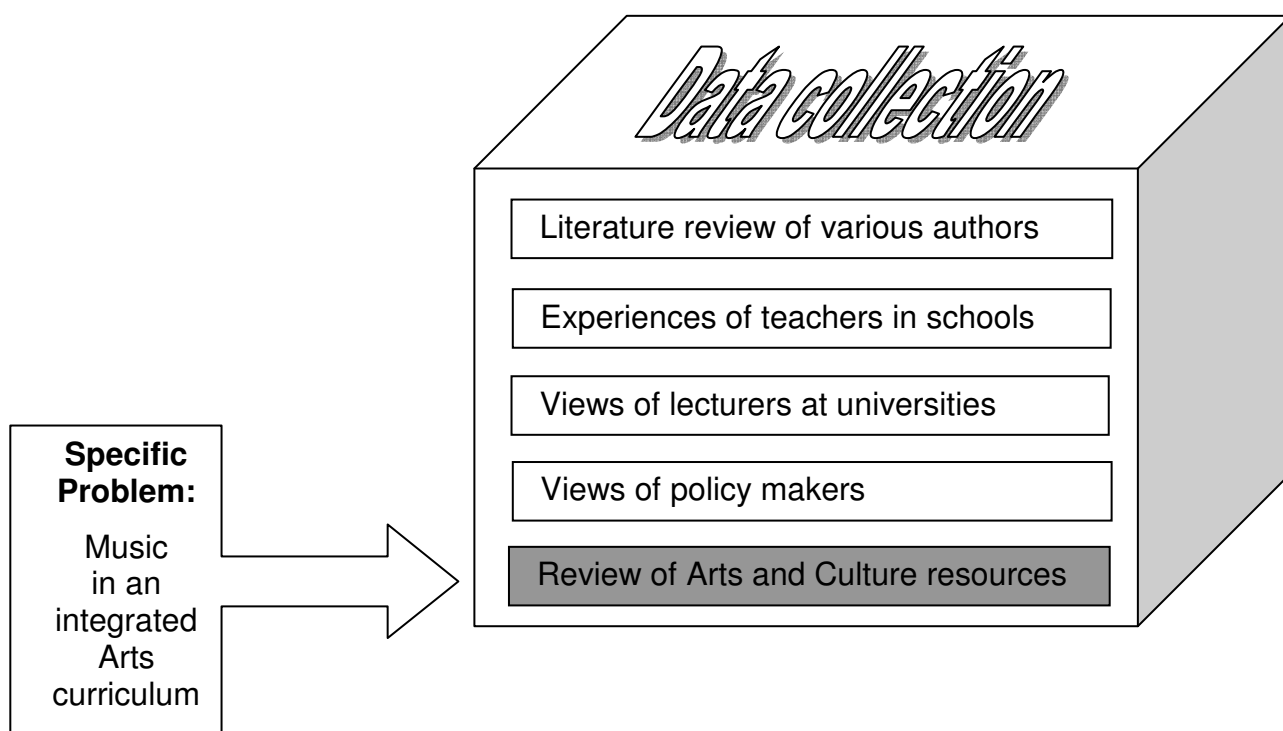 Data collection
Literature review of various authors
Experiences of teachers in schools
Views of lecturers at universities
Views of policy makers
Review of Arts and Culture resources
Specific
Problem:
Music
in an
integrated
Arts
curriculum